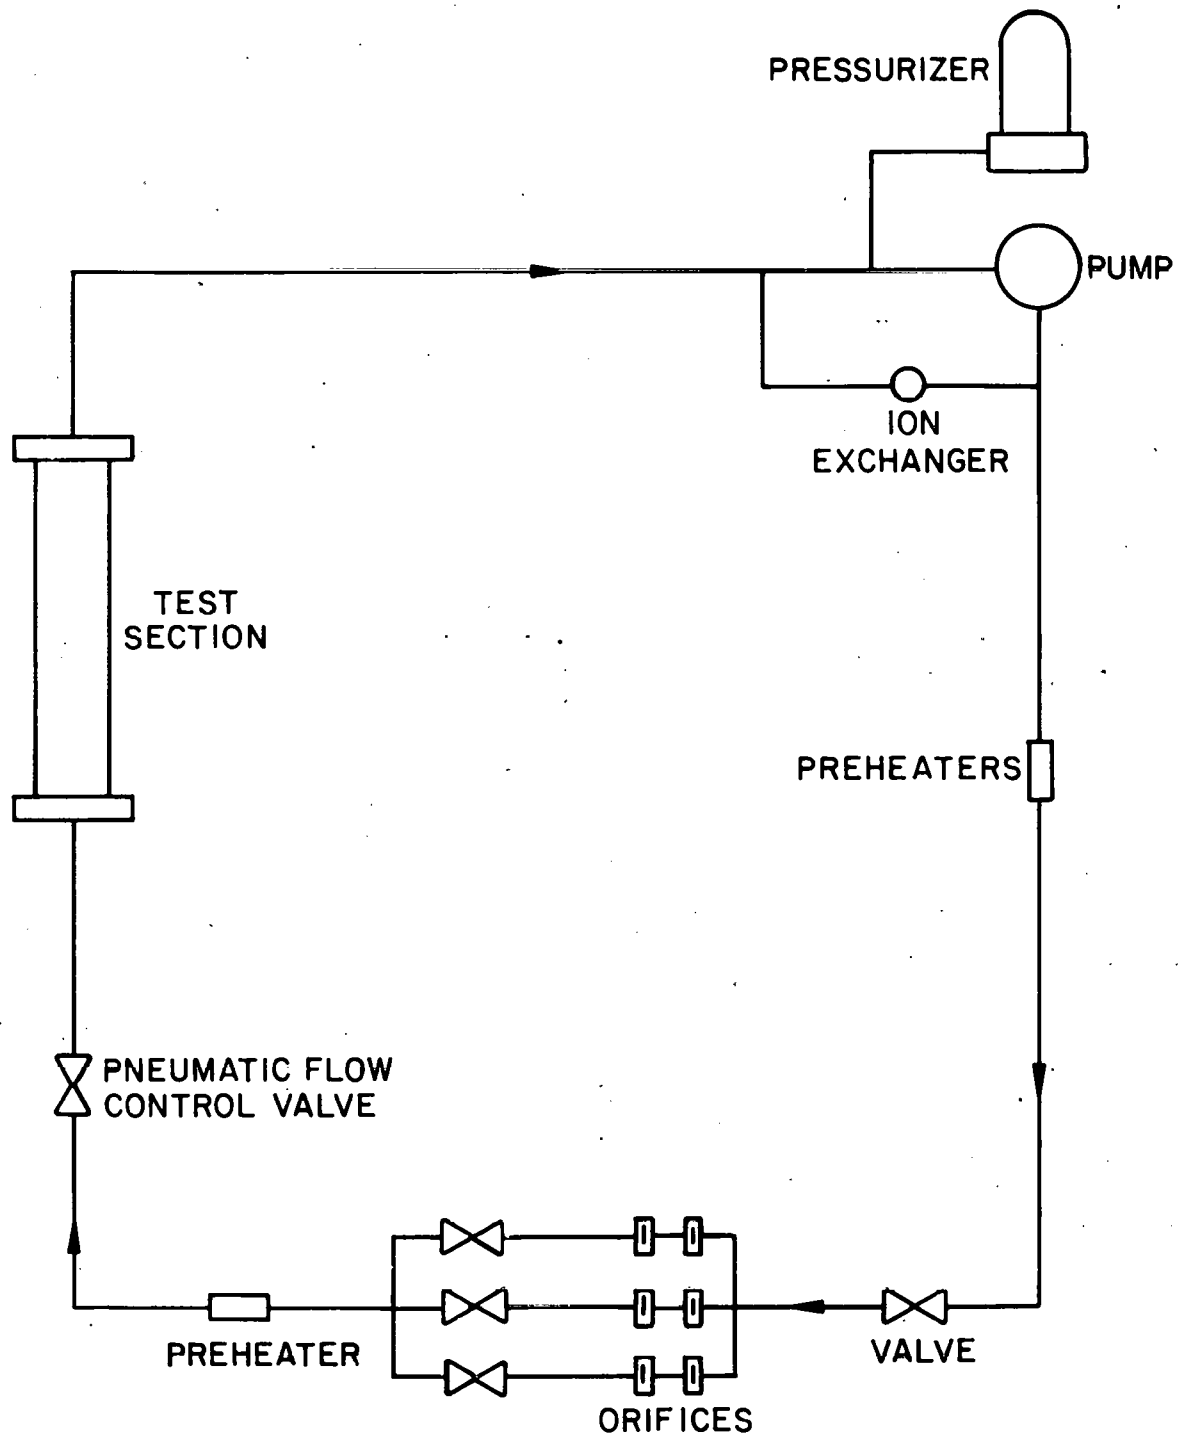 PRESSURIZER
PUMP
ION
EXCHANGER
TEST
SECTION
PREHEATERS
PNEUMATIC FLOW
CONTROL VALVE
PREHEATER
VALVE
ORIFICES